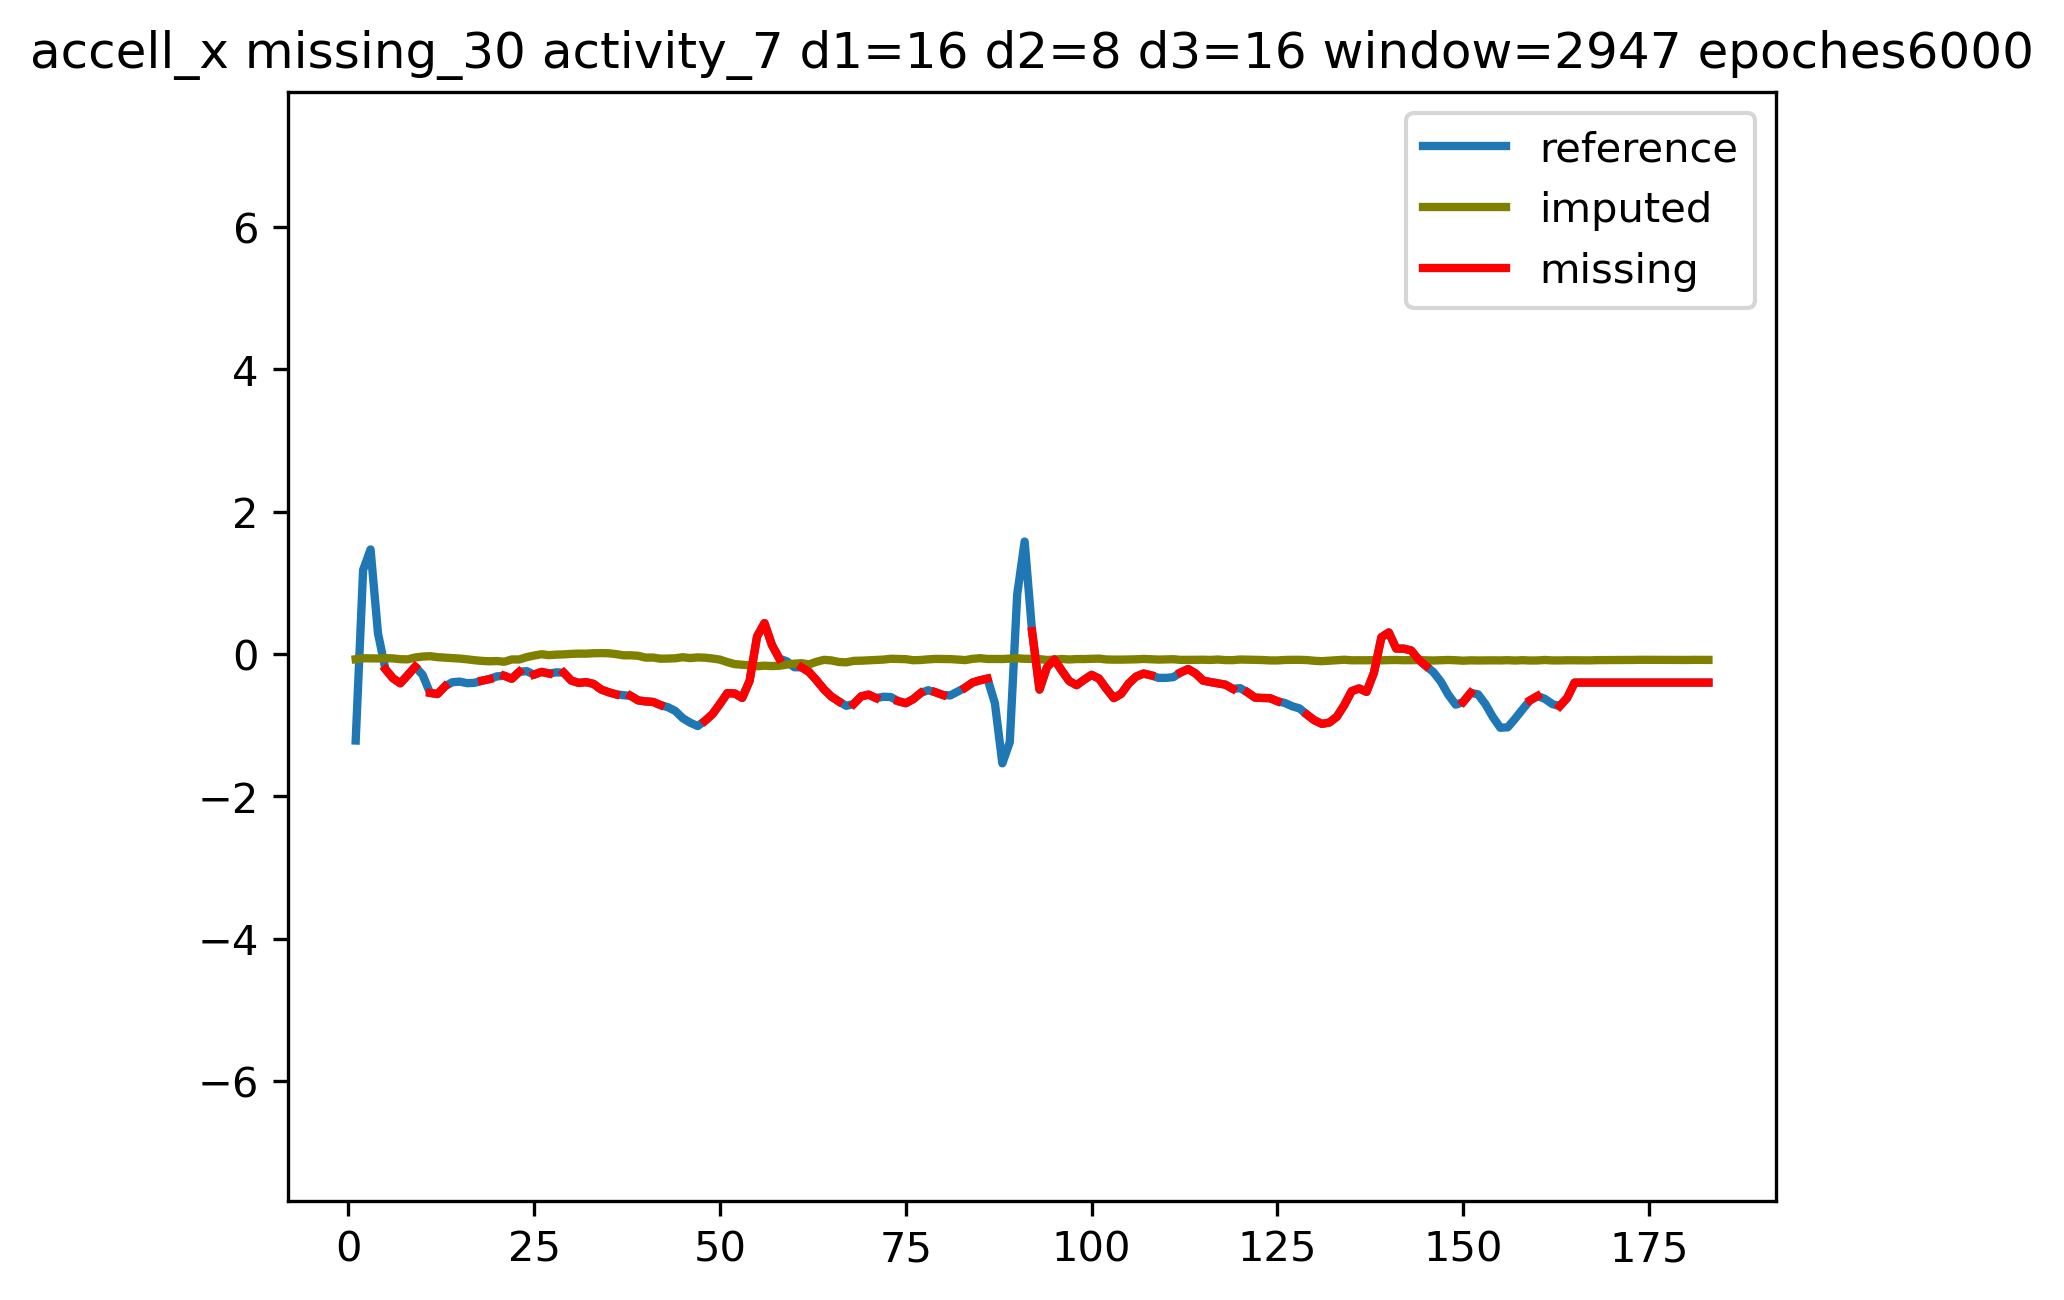 accell_x missing_30 activity_7 d1=16 d2=8 d3=16 window=2947 epoches6000
reference
imputed
missing
6
4
2
0
−2
−4
−6
0 25 50 75 100 125 150 175